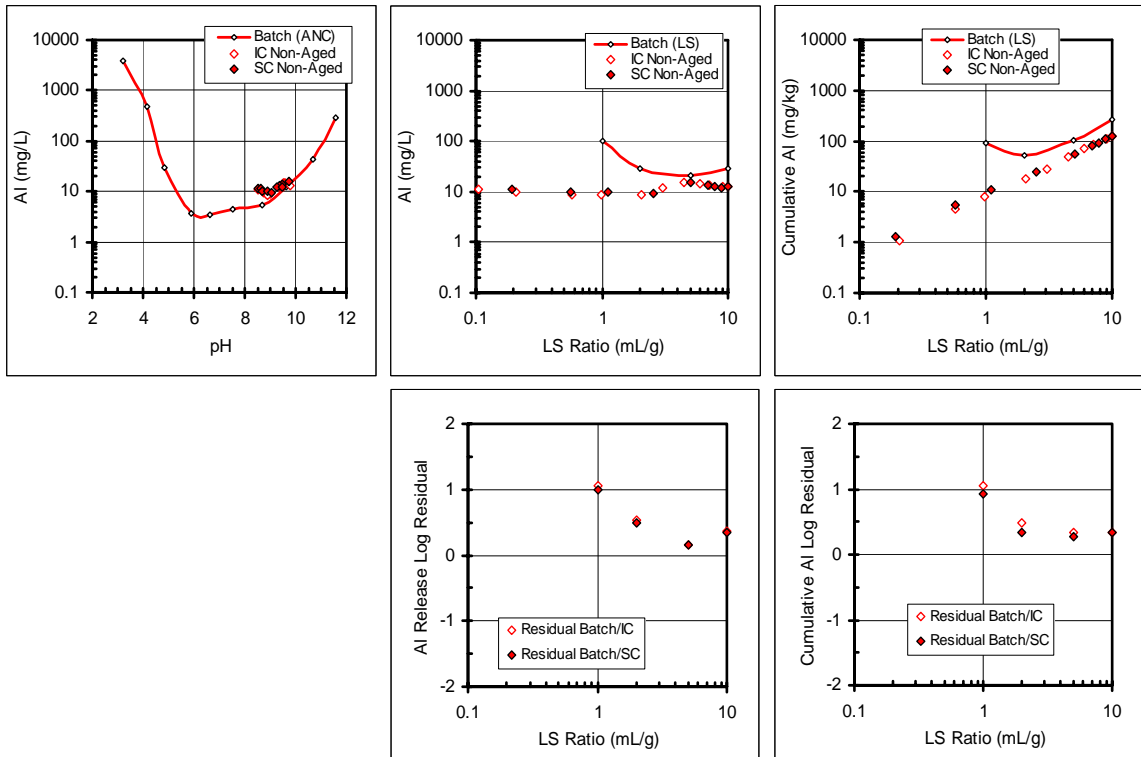 Batch (ANC)
IC Non-Aged
SC Non-Aged
10000
1000
100
10
1
0.1
Al (mg/L)
2 4 6 8 10 12
pH
Batch (LS)
IC Non-Aged
SC Non-Aged
10000
1000
100
10
1
0.1
Al (mg/L)
0.1 1 10
LS Ratio (mL/g)
Batch (LS)
IC Non-Aged
SC Non-Aged
10000
1000
100
10
1
0.1
Cumulative Al (mg/kg)
0.1 1 10
LS Ratio (mL/g)
2
1
0
-1
-2
Al Release Log Residual
Residual Batch/IC
Residual Batch/SC
0.1 1 10
LS Ratio (mL/g)
2
1
0
-1
-2
Cumulative Al Log Residual
Residual Batch/IC
Residual Batch/SC
0.1 1 10
LS Ratio (mL/g)